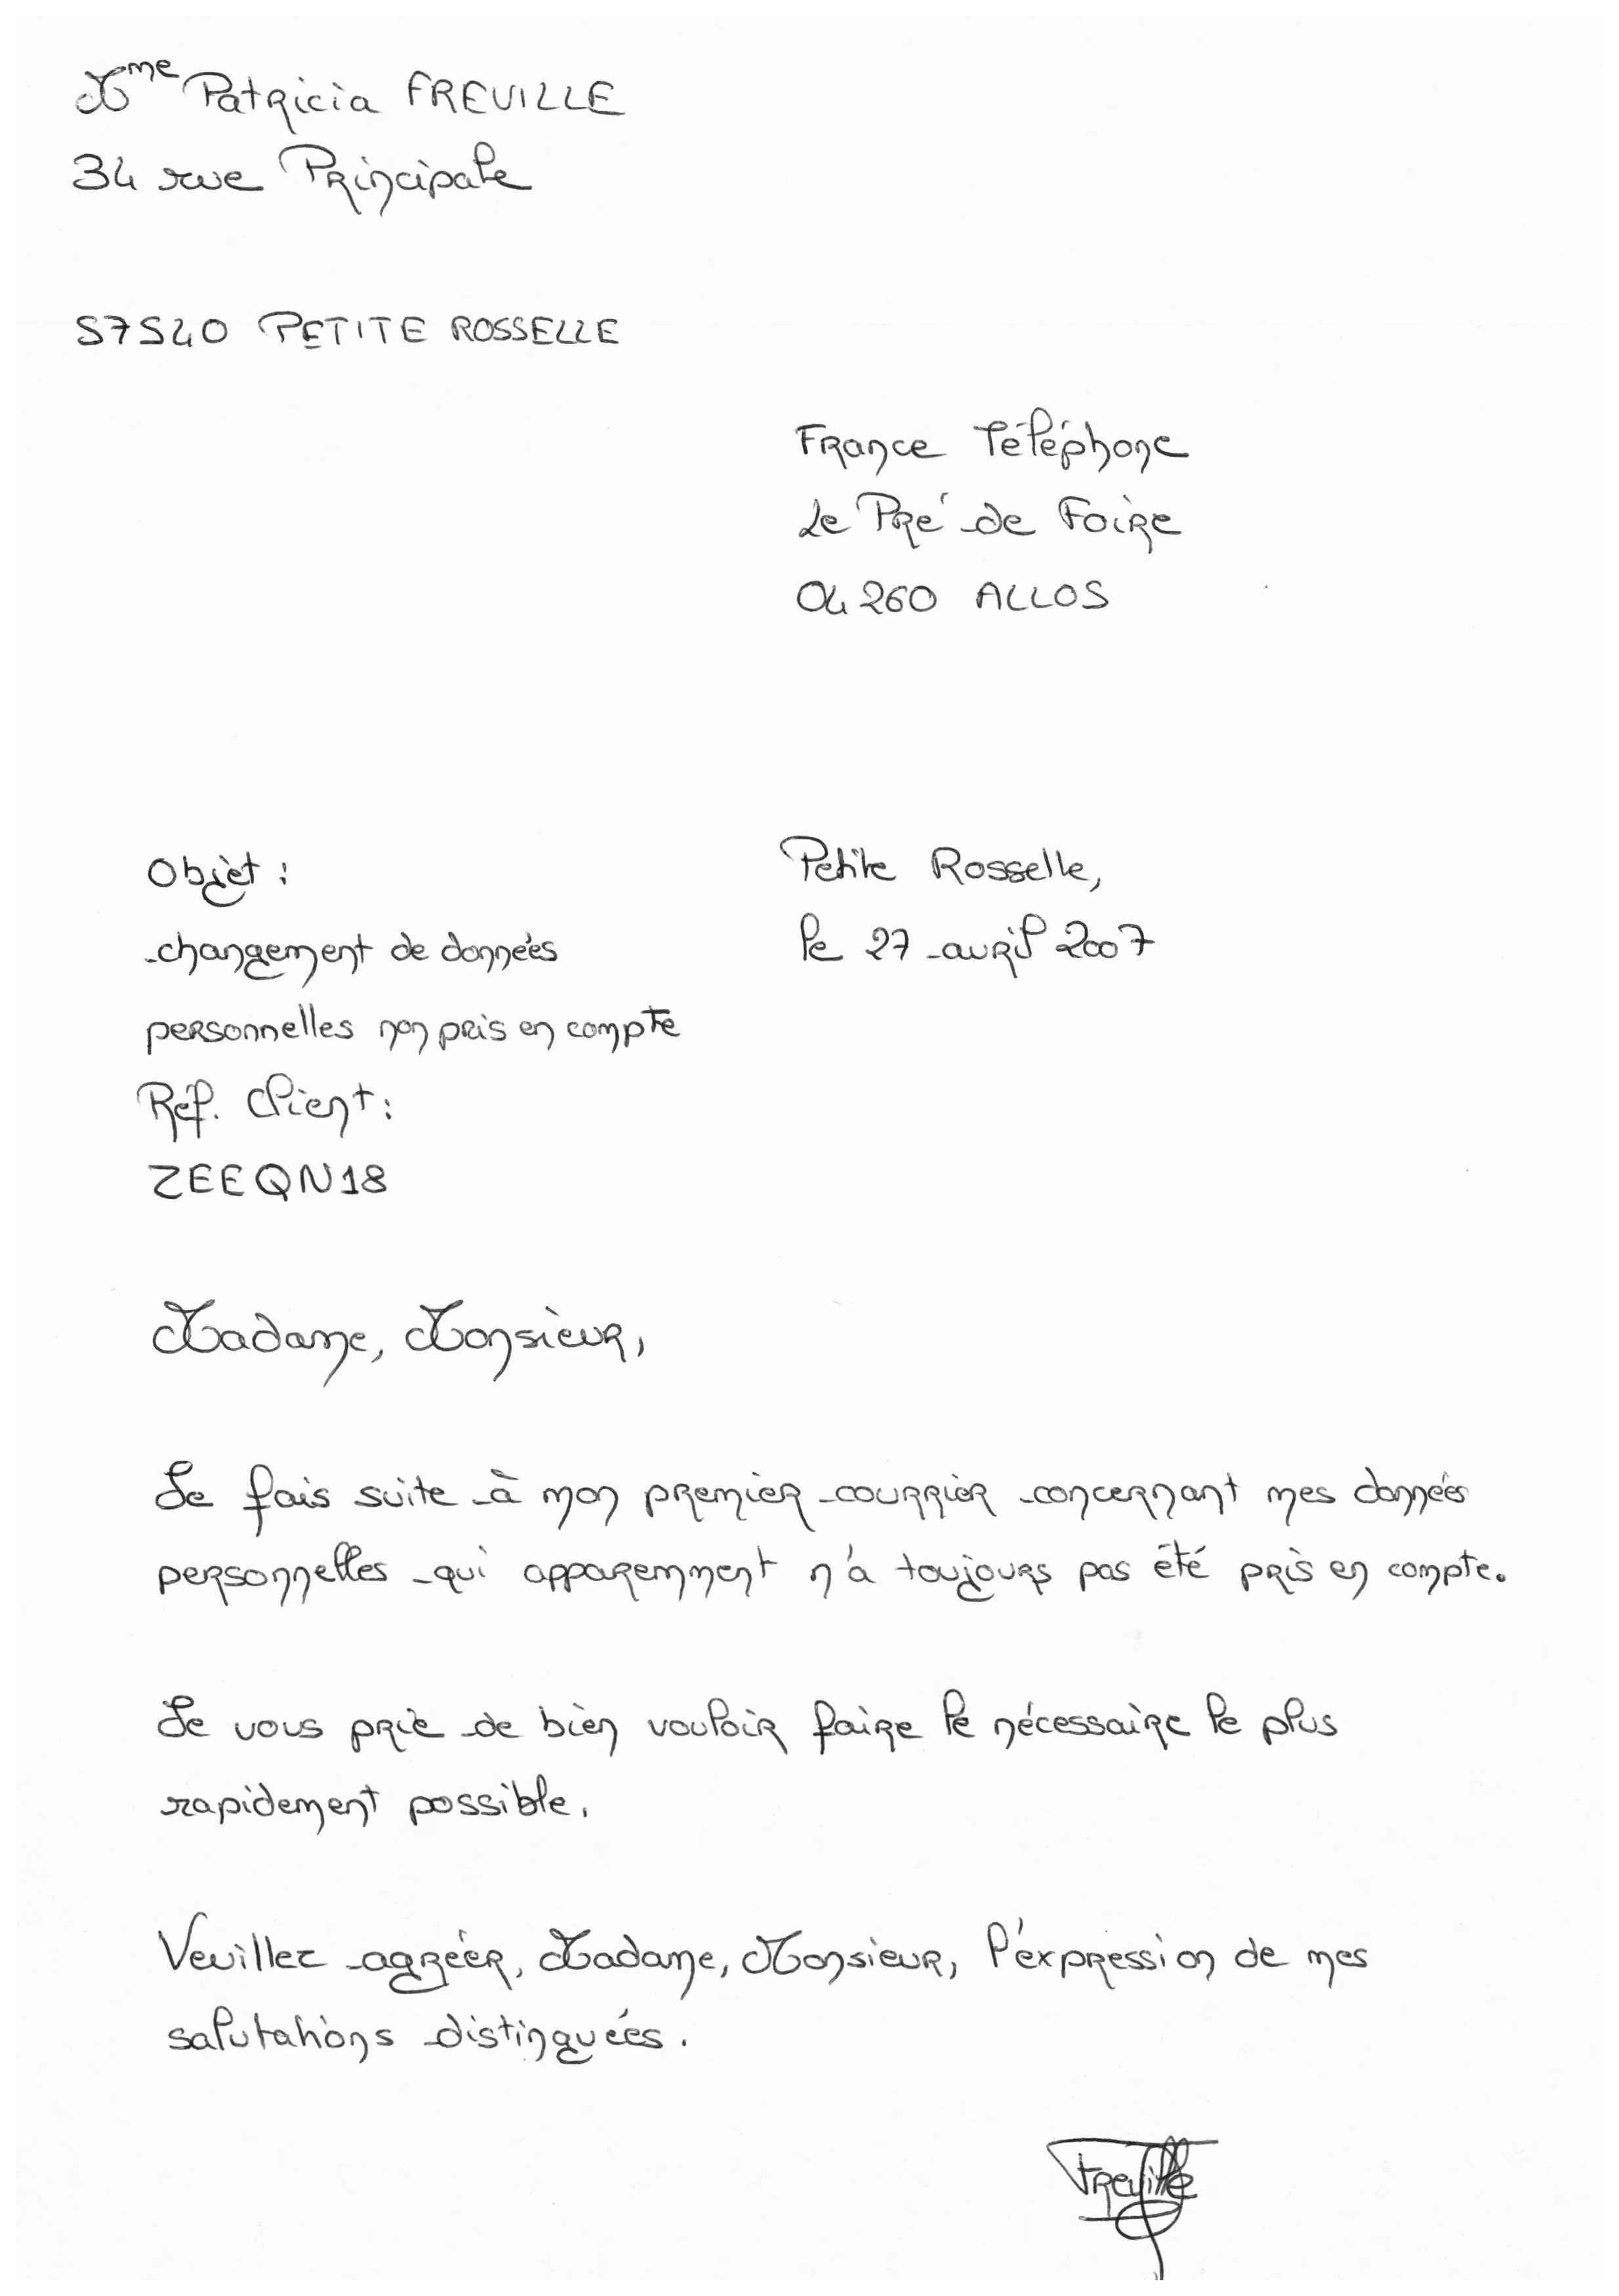 Mme Patricia FREVILLE
34 rue Principale
57540 PETITE ROSSELLE
France Téléphone
Le Pré de Foire
04260 ALLOS
Petite Rosselle,
le 27 avril 2007
Objet :
changement de données
personnelles non pris en compte
Réf. Client :
ZEEQN18
Madame, Monsieur,
Je fais suite à mon premier courrier concernant mes données
personnelles qui apparemment n'a toujours pas été pris en compte.
Je vous prie de bien vouloir faire le nécessaire le plus
rapidement possible.
Veuillez agréer, Madame, Monsieur, l'expression de mes
salutations distinguées.
Freville